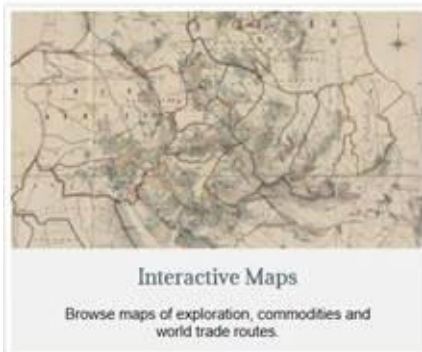 Interactive Maps
Browse maps of exploration, commodities and
world trade routes.